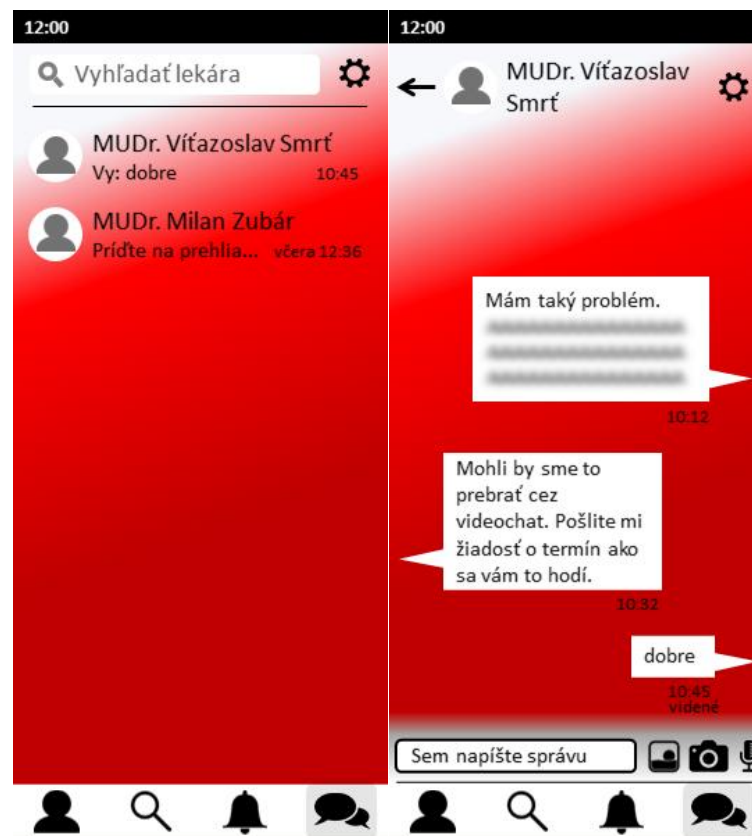 12:00
Vyhľadať lekára
MUDr. Víťazoslav Smrť
Vy: dobre 10:45
MUDr. Milan Zubár
Príďte na prehlia... včera 12:36
12:00
MUDr. Víťazoslav
Smrť
Mám taký problém.
10:12
Mohli by sme to
prebrať cez
videochat. Pošlite mi
žiadosť o termín ako
sa vám to hodí.
10:32
dobre
10:45
videné
Sem napíšte správu